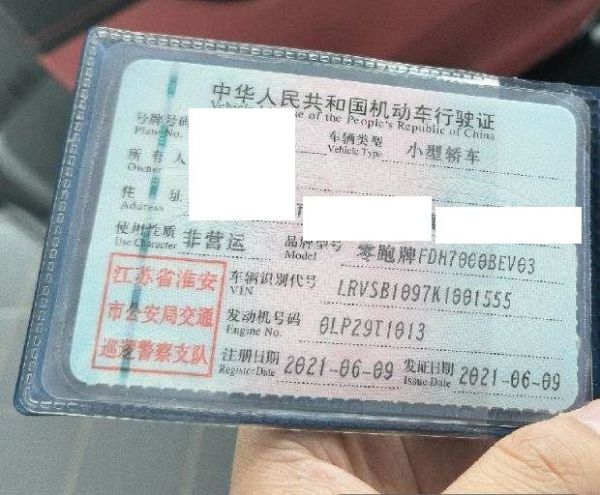 中华人民共和国机动车行驶证
Vehicle License of the People's Republic of China
号牌号码 车辆类型 小型轿车
Plate No. Vehicle Type
所有人
Owner
住 址
Address
使用性质 非营运 品牌型号 零跑牌FDH7000BEV03
Use Character Model
江苏省淮安 车辆识别代号 LRVSB1097K1001555
VIN
市公安局交通 发动机号码 0LP29T1013
Engine No.
巡逻警察支队 注册日期 2021-06-09 发证日期 2021-06-09
Register Date Issue Date